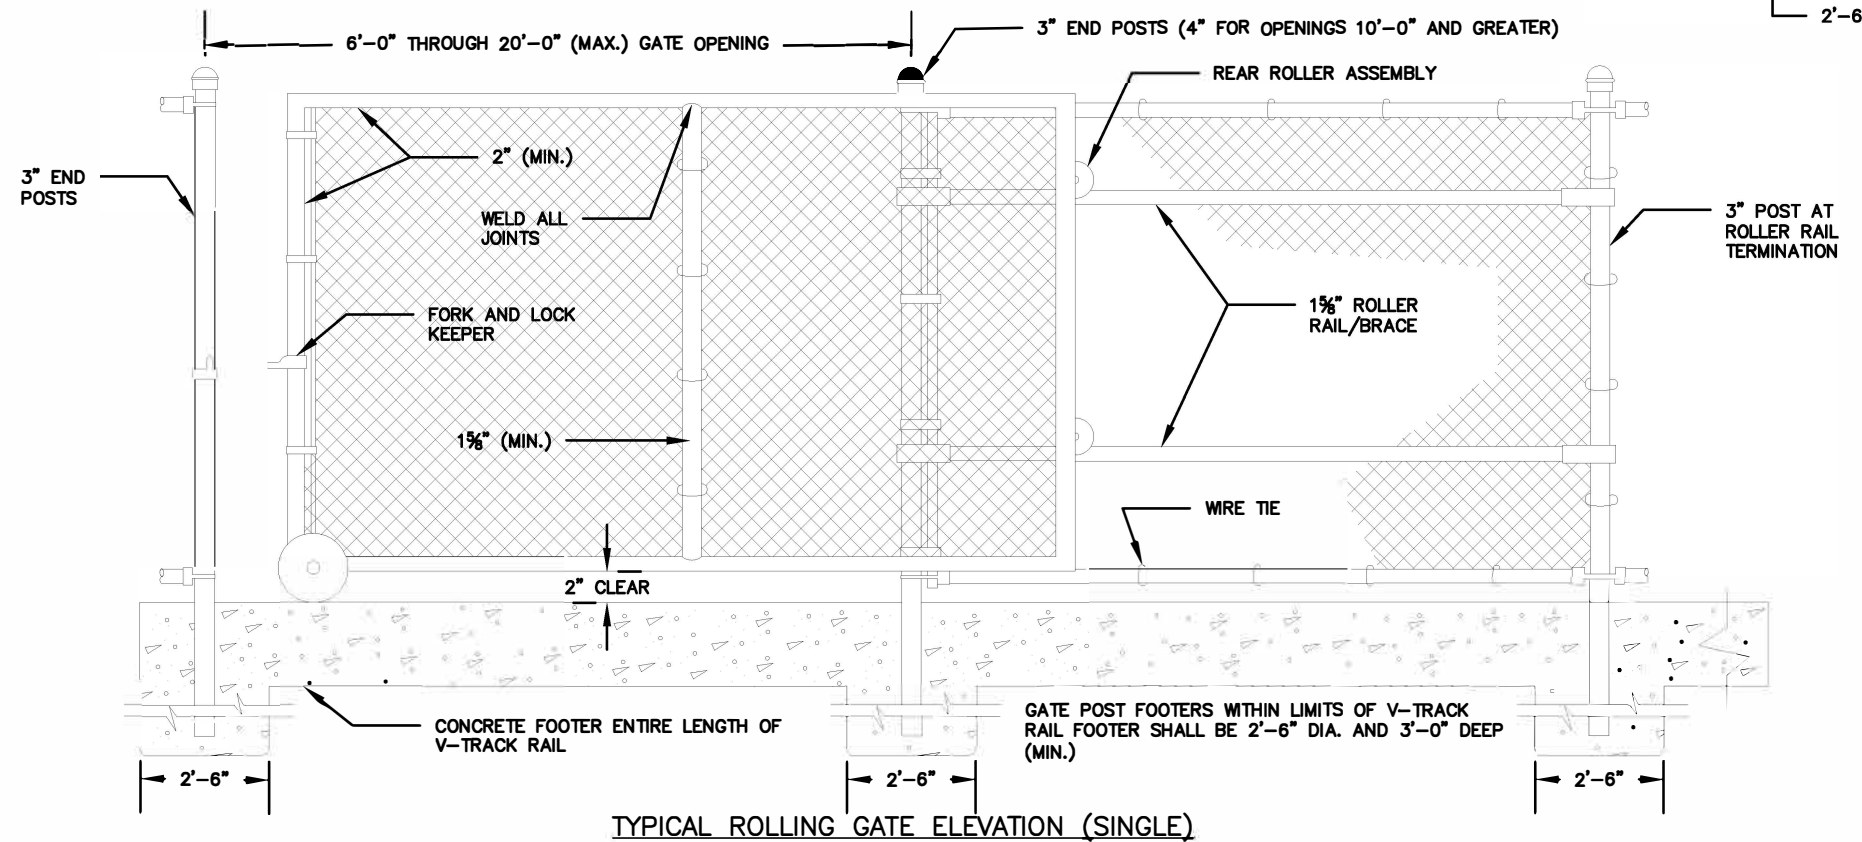 2'-6
6'-0" THROUGH 20'-0" (MAX.) GATE OPENING
3" END POSTS (4" FOR OPENINGS 10'-0" AND GREATER)
REAR ROLLER ASSEMBLY
2" (MIN.)
3" END
POSTS
WELD ALL
JOINTS
3" POST AT
ROLLER RAIL
TERMINATION
FORK AND LOCK
KEEPER
1⅝" ROLLER
RAIL/BRACE
1⅝" (MIN.)
WIRE TIE
2" CLEAR
CONCRETE FOOTER ENTIRE LENGTH OF
V-TRACK RAIL
GATE POST FOOTERS WITHIN LIMITS OF V-TRACK
RAIL FOOTER SHALL BE 2'-6" DIA. AND 3'-0" DEEP
(MIN.)
2'-6"
2'-6"
2'-6"
TYPICAL ROLLING GATE ELEVATION (SINGLE)